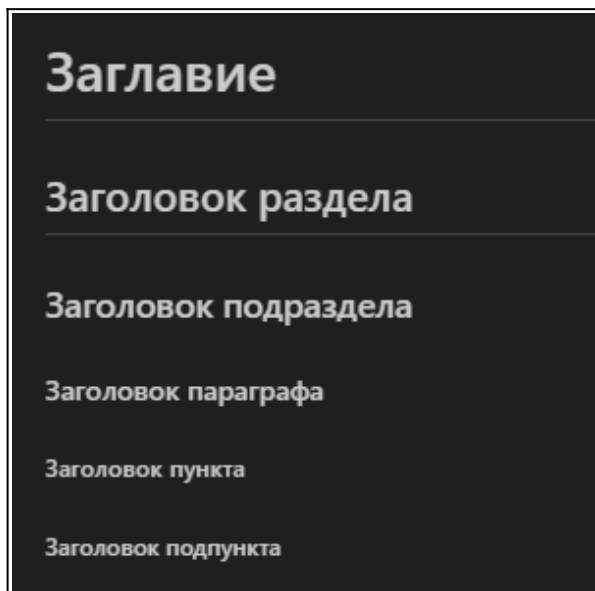 Заглавие
Заголовок раздела
Заголовок подраздела
Заголовок параграфа
Заголовок пункта
Заголовок подпункта